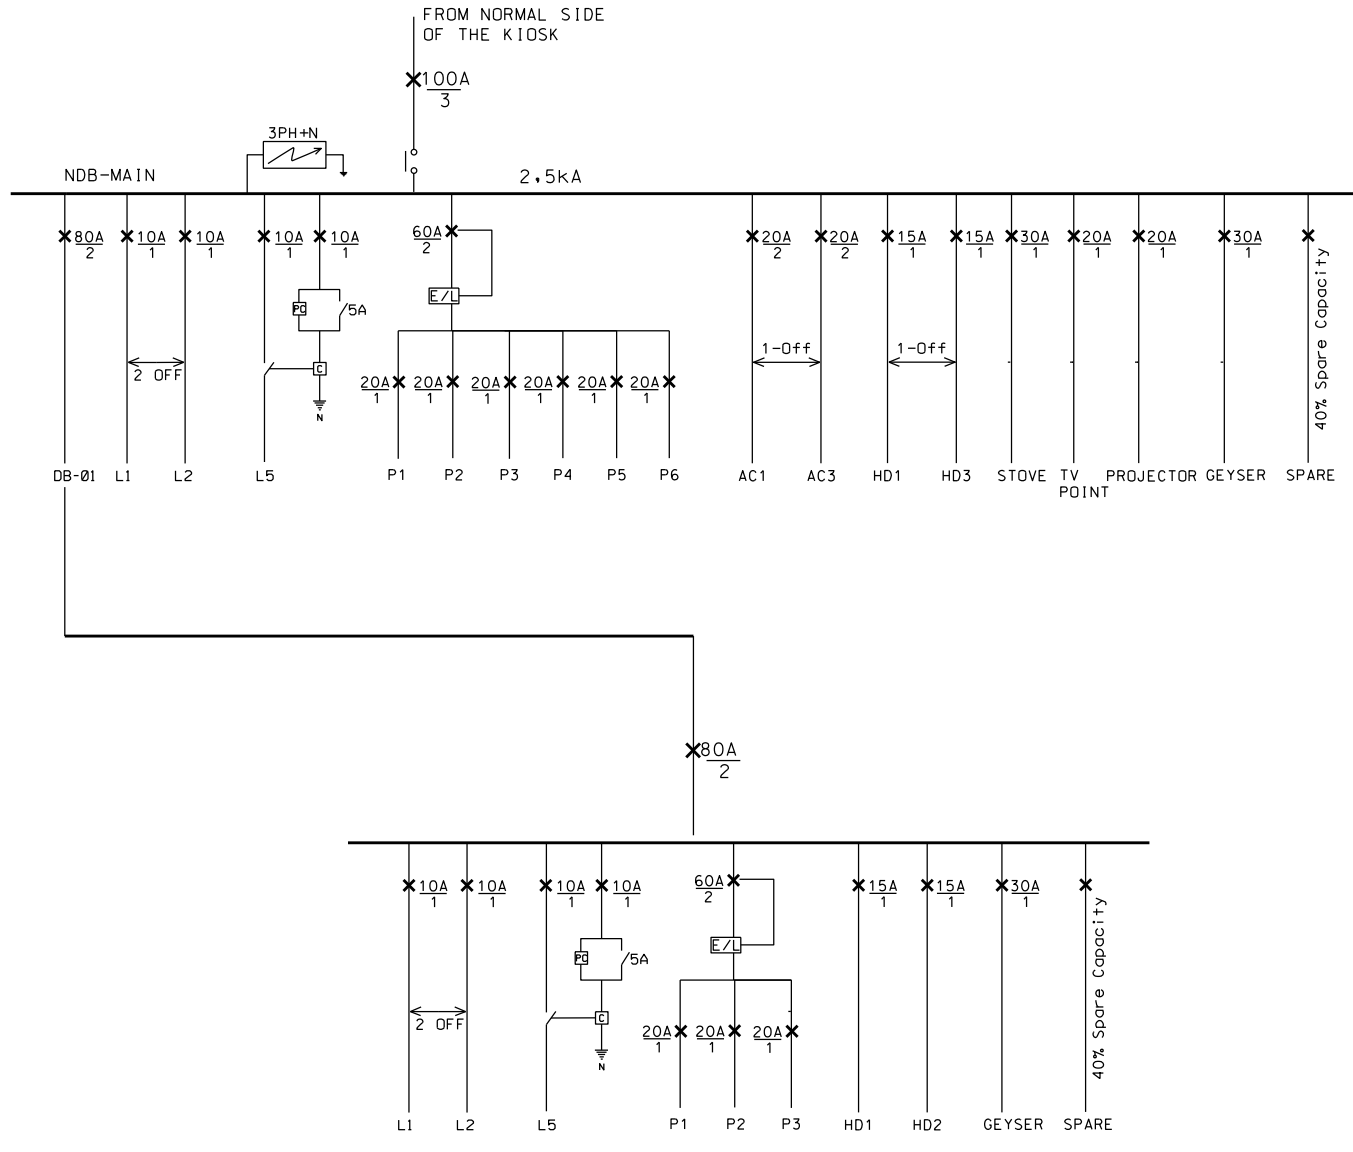 FROM NORMAL SIDE
OF THE KIOSK
100A
3
3PH+N
NDB-MAIN
2,5kA
80A
2
10A
1
10A
1
10A
1
10A
1
60A
2
20A
2
20A
2
15A
1
15A
1
30A
1
20A
1
20A
1
30A
1
40% Spare Capacity
E/L
PC
5A
2 OFF
C
N
1-Off
1-Off
20A
1
20A
1
20A
1
20A
1
20A
1
20A
1
DB-01
L1
L2
L5
P1
P2
P3
P4
P5
P6
AC1
AC3
HD1
HD3
STOVE
TV
POINT
PROJECTOR
GEYSER
SPARE
80A
2
10A
1
10A
1
10A
1
10A
1
60A
2
15A
1
15A
1
30A
1
40% Spare Capacity
E/L
PC
5A
2 OFF
C
N
20A
1
20A
1
20A
1
L1
L2
L5
P1
P2
P3
HD1
HD2
GEYSER
SPARE